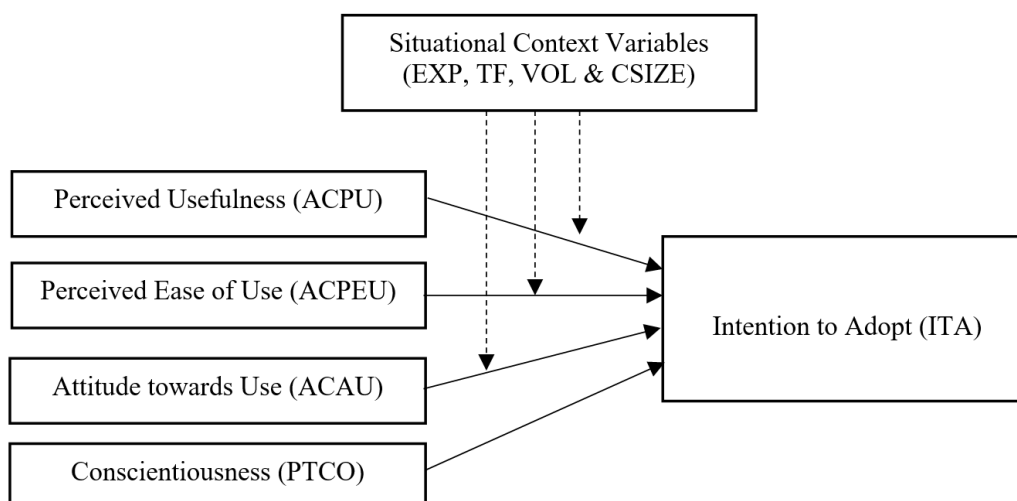 Situational Context Variables
(EXP, TF, VOL & CSIZE)
Perceived Usefulness (ACPU)
Perceived Ease of Use (ACPEU)
Intention to Adopt (ITA)
Attitude towards Use (ACAU)
Conscientiousness (PTCO)